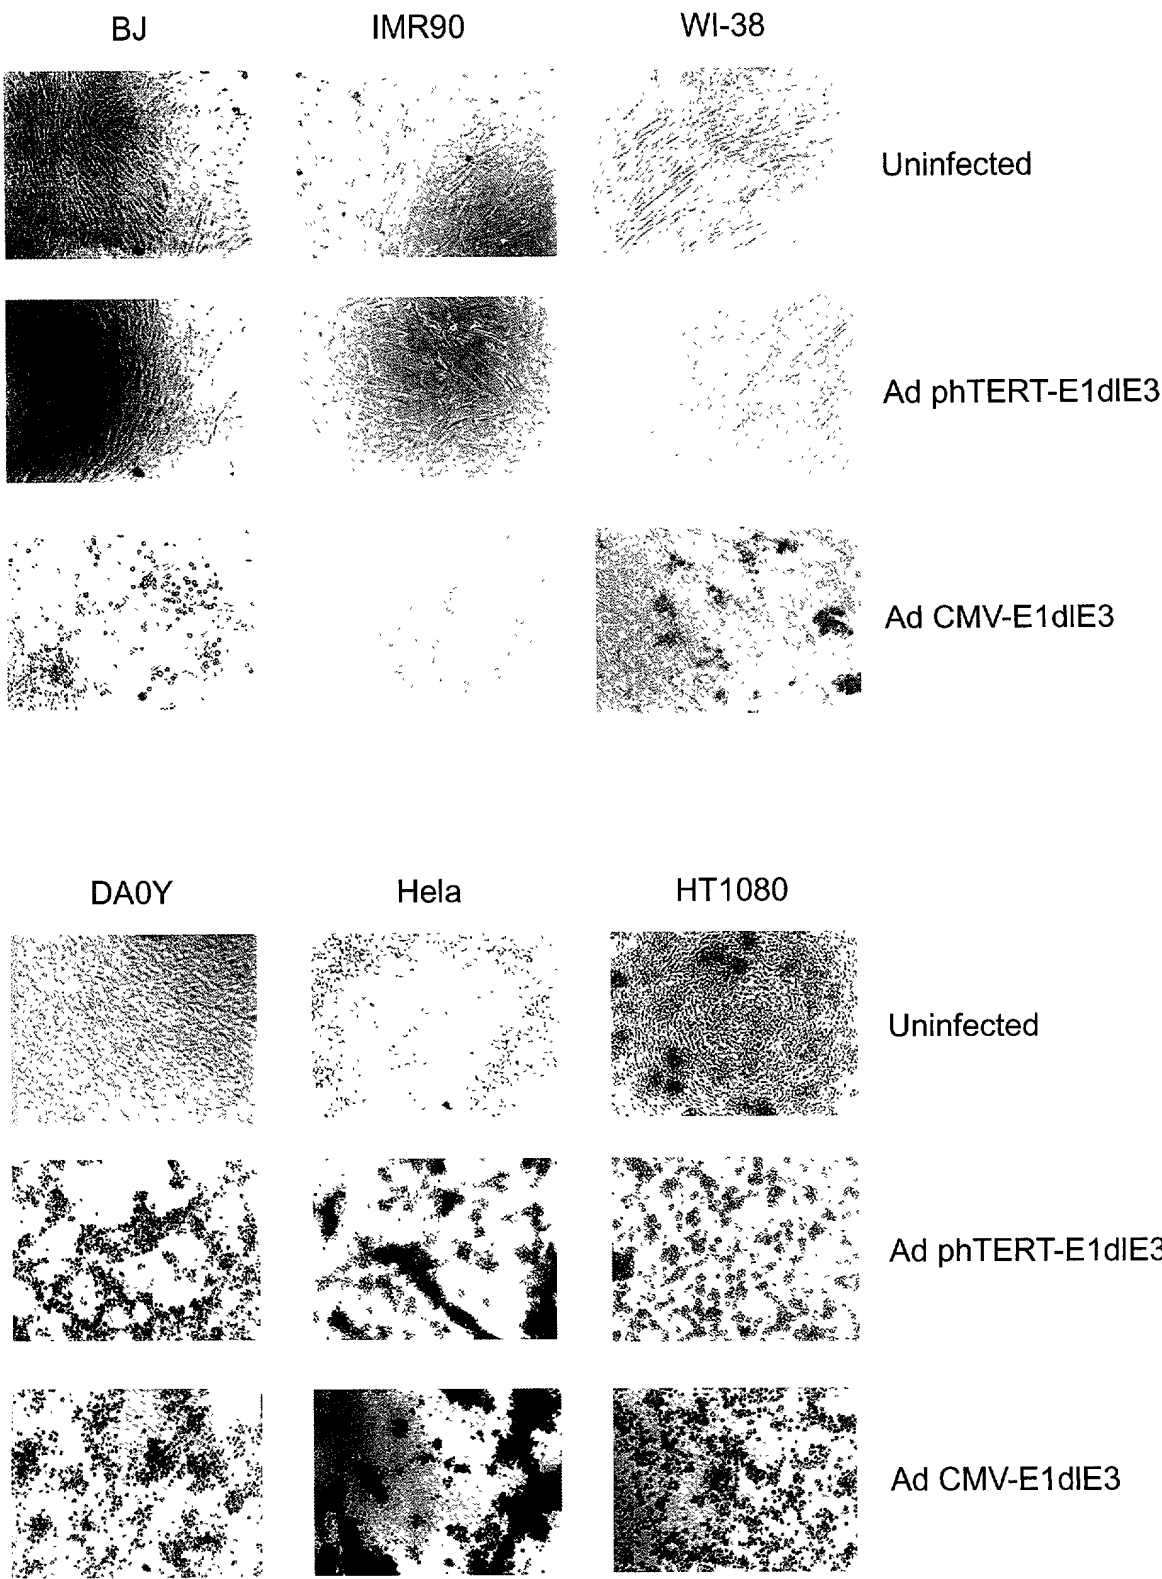 BJ IMR90 WI-38
Uninfected
Ad phTERT-E1dlE3
Ad CMV-E1dlE3
DA0Y Hela HT1080
Uninfected
Ad phTERT-E1dlE3
Ad CMV-E1dlE3